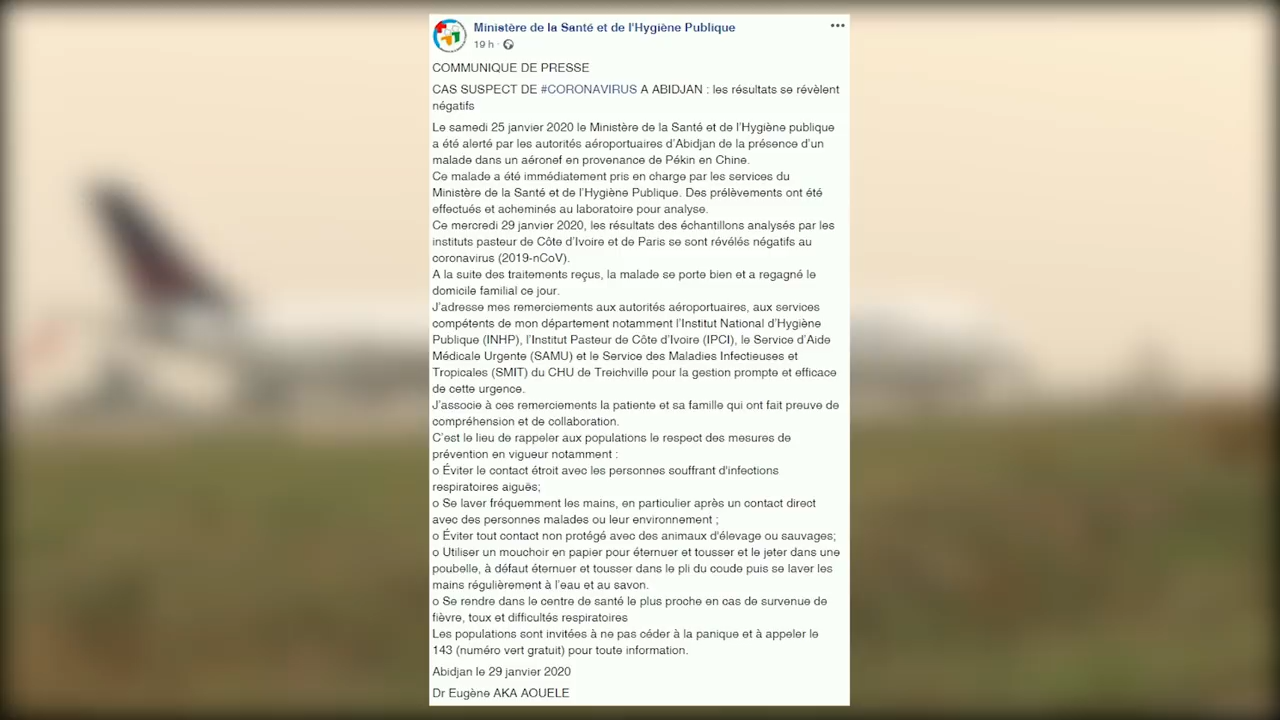 Ministère de la Santé et de l'Hygiène Publique
19 h ·
COMMUNIQUE DE PRESSE
CAS SUSPECT DE #CORONAVIRUS A ABIDJAN : les résultats se révèlent
négatifs
Le samedi 25 janvier 2020 le Ministère de la Santé et de l'Hygiène publique
a été alerté par les autorités aéroportuaires d'Abidjan de la présence d'un
malade dans un aéronef en provenance de Pékin en Chine.
Ce malade a été immédiatement pris en charge par les services du
Ministère de la Santé et de l'Hygiène Publique. Des prélèvements ont été
effectués et acheminés au laboratoire pour analyse.
Ce mercredi 29 janvier 2020, les résultats des échantillons analysés par les
instituts pasteur de Côte d'Ivoire et de Paris se sont révélés négatifs au
coronavirus (2019-nCoV).
A la suite des traitements reçus, la malade se porte bien et a regagné le
domicile familial ce jour.
J'adresse mes remerciements aux autorités aéroportuaires, aux services
compétents de mon département notamment l'Institut National d'Hygiène
Publique (INHP), l'Institut Pasteur de Côte d'Ivoire (IPCI), le Service d'Aide
Médicale Urgente (SAMU) et le Service des Maladies Infectieuses et
Tropicales (SMIT) du CHU de Treichville pour la gestion prompte et efficace
de cette urgence.
J'associe à ces remerciements la patiente et sa famille qui ont fait preuve de
compréhension et de collaboration.
C'est le lieu de rappeler aux populations le respect des mesures de
prévention en vigueur notamment :
o Éviter le contact étroit avec les personnes souffrant d'infections
respiratoires aiguës;
o Se laver fréquemment les mains, en particulier après un contact direct
avec des personnes malades ou leur environnement ;
o Éviter tout contact non protégé avec des animaux d'élevage ou sauvages;
o Utiliser un mouchoir en papier pour éternuer et tousser et le jeter dans une
poubelle, à défaut éternuer et tousser dans le pli du coude puis se laver les
mains régulièrement à l'eau et au savon.
o Se rendre dans le centre de santé le plus proche en cas de survenue de
fièvre, toux et difficultés respiratoires
Les populations sont invitées à ne pas céder à la panique et à appeler le
143 (numéro vert gratuit) pour toute information.
Abidjan le 29 janvier 2020
Dr Eugène AKA AOUELE